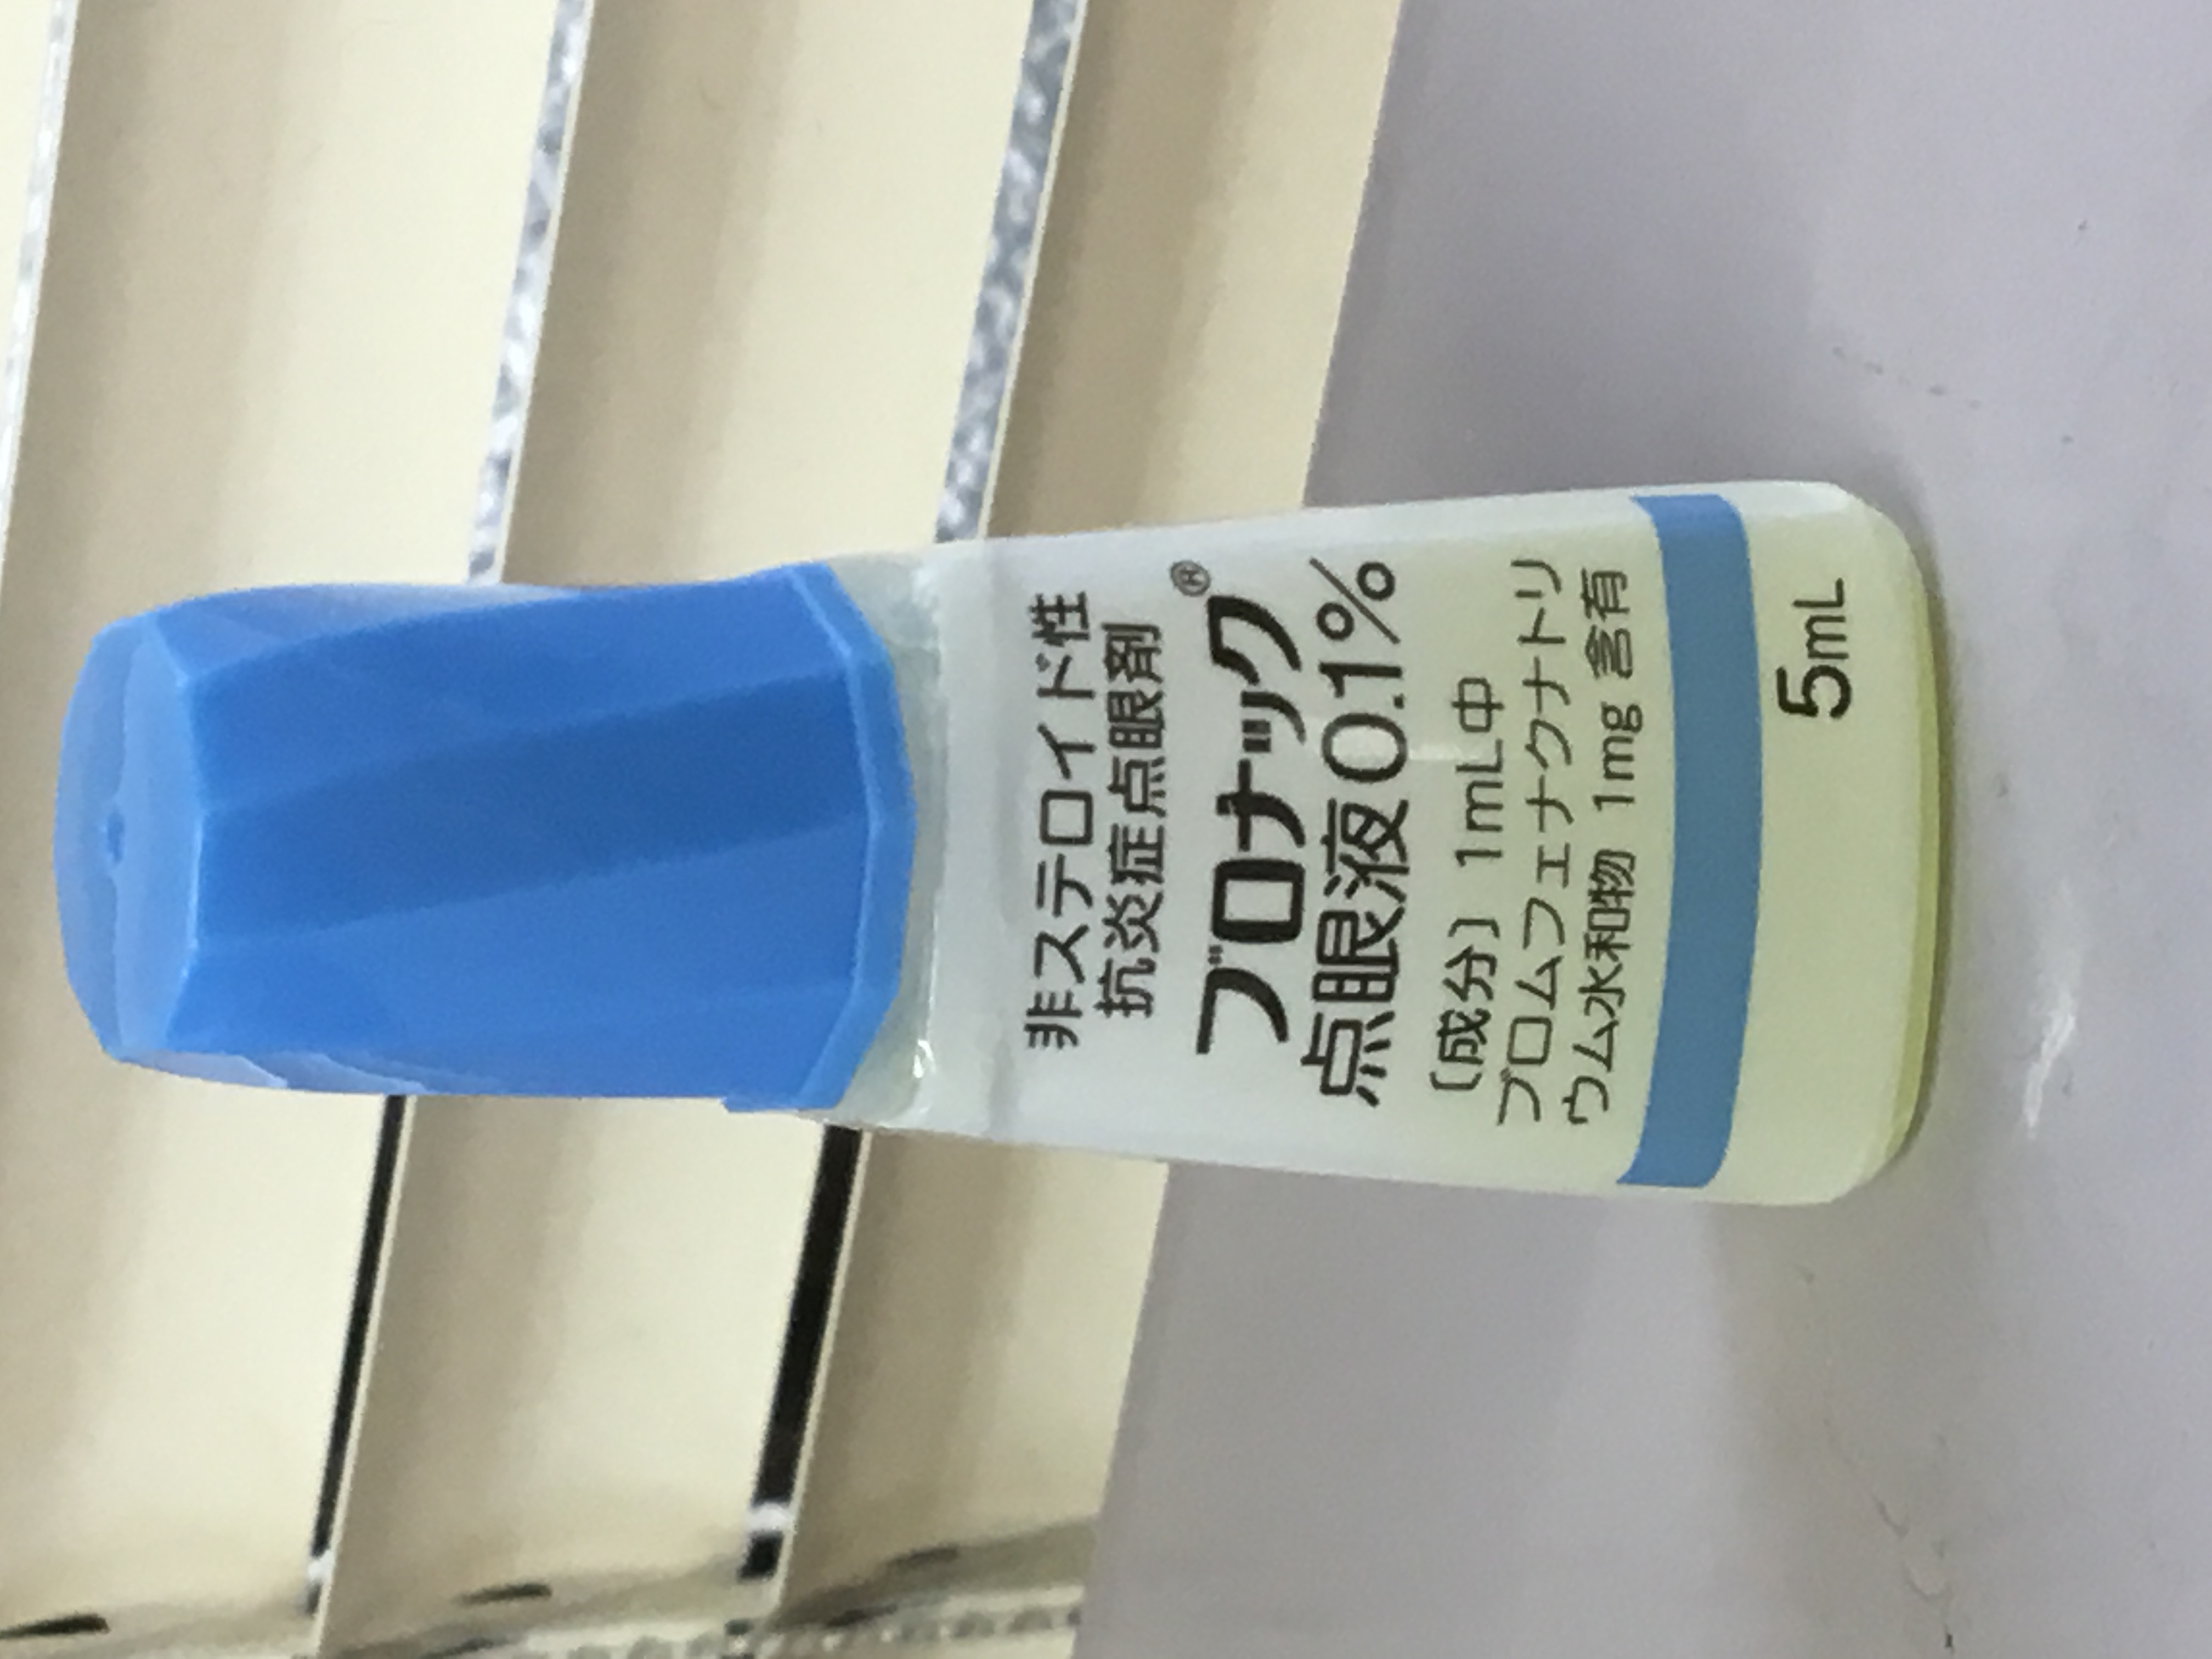 非ステロイド性
抗炎症点眼剤
ブロナック®
点眼液0.1%
〔成分〕1mL中
ブロムフェナクナトリ
ウム水和物 1mg 含有
5mL